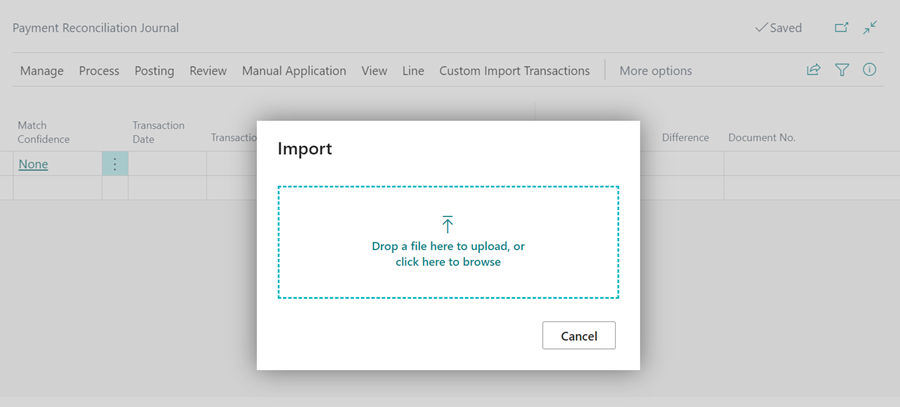 Payment Reconciliation Journal
Saved
Manage Process Posting Review Manual Application View Line Custom Import Transactions More options
Match Confidence
Transaction Date
Difference
Document No.
None
Import
Drop a file here to upload, or
click here to browse
Cancel